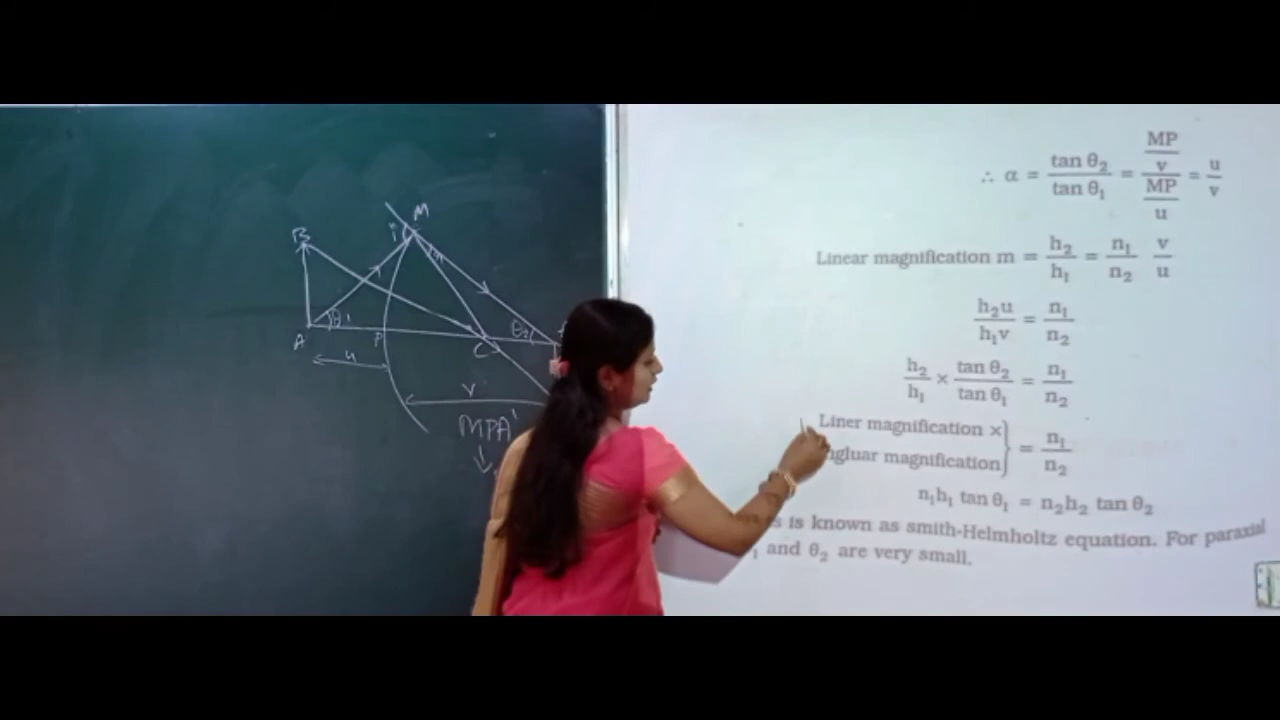 M
B
i
r
A
θ1
P
C
θ2
u
v
MPA'
∴ α = tan θ₂ / tan θ₁ = (MP / v) / (MP / u) = u / v
Linear magnification m = h₂ / h₁ = n₁ / n₂ v / u
h₂u / h₁v = n₁ / n₂
h₂ / h₁ × tan θ₂ / tan θ₁ = n₁ / n₂
Liner magnification ×
ngluar magnification} = n₁ / n₂
n₁h₁ tan θ₁ = n₂h₂ tan θ₂
is known as smith-Helmholtz equation. For paraxial
and θ₂ are very small.